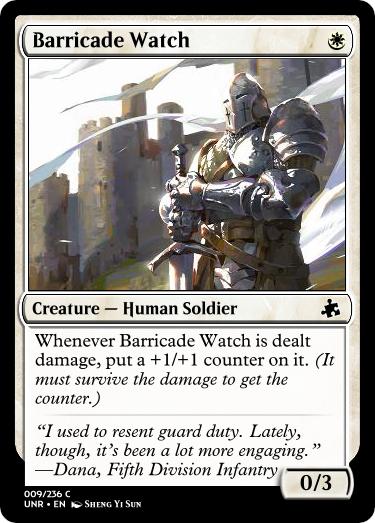 Barricade Watch
Creature — Human Soldier
Whenever Barricade Watch is dealt
damage, put a +1/+1 counter on it. (It
must survive the damage to get the
counter.)
“I used to resent guard duty. Lately,
though, it’s been a lot more engaging.”
—Dana, Fifth Division Infantry
0/3
009/236 C
UNR • EN Sheng Yi Sun